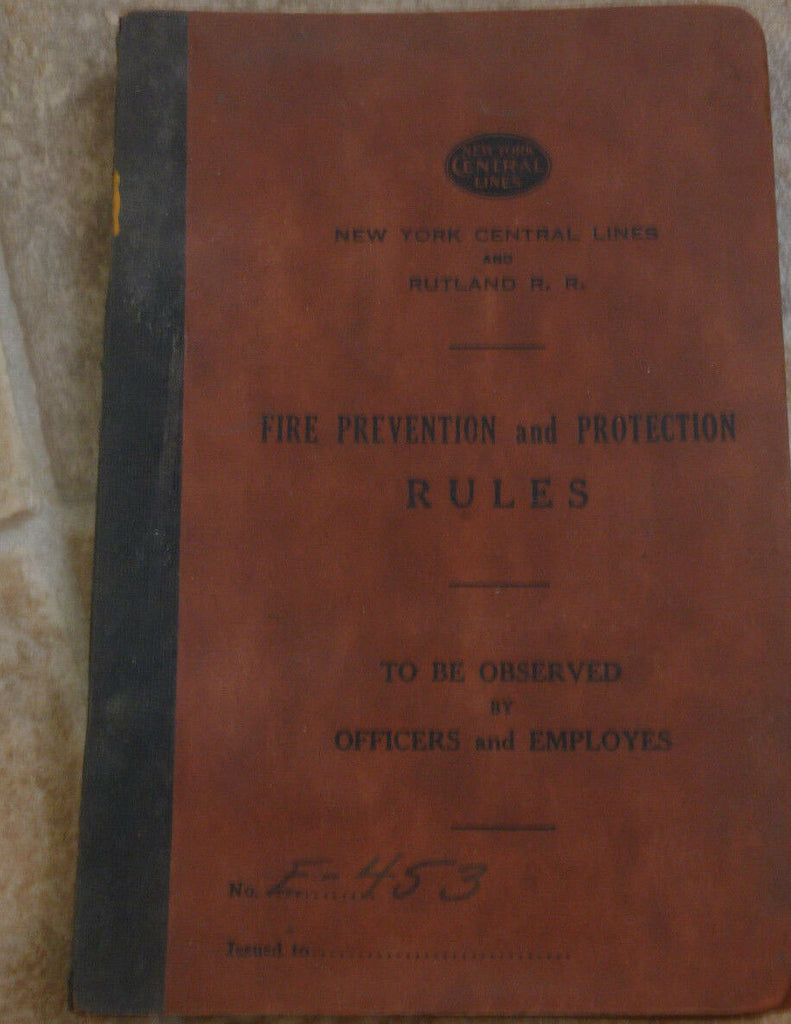 NEW YORK
CENTRAL
LINES
NEW YORK CENTRAL LINES
AND
RUTLAND R. R.
FIRE PREVENTION and PROTECTION
RULES
TO BE OBSERVED
BY
OFFICERS and EMPLOYES
No. E-453
Issued to